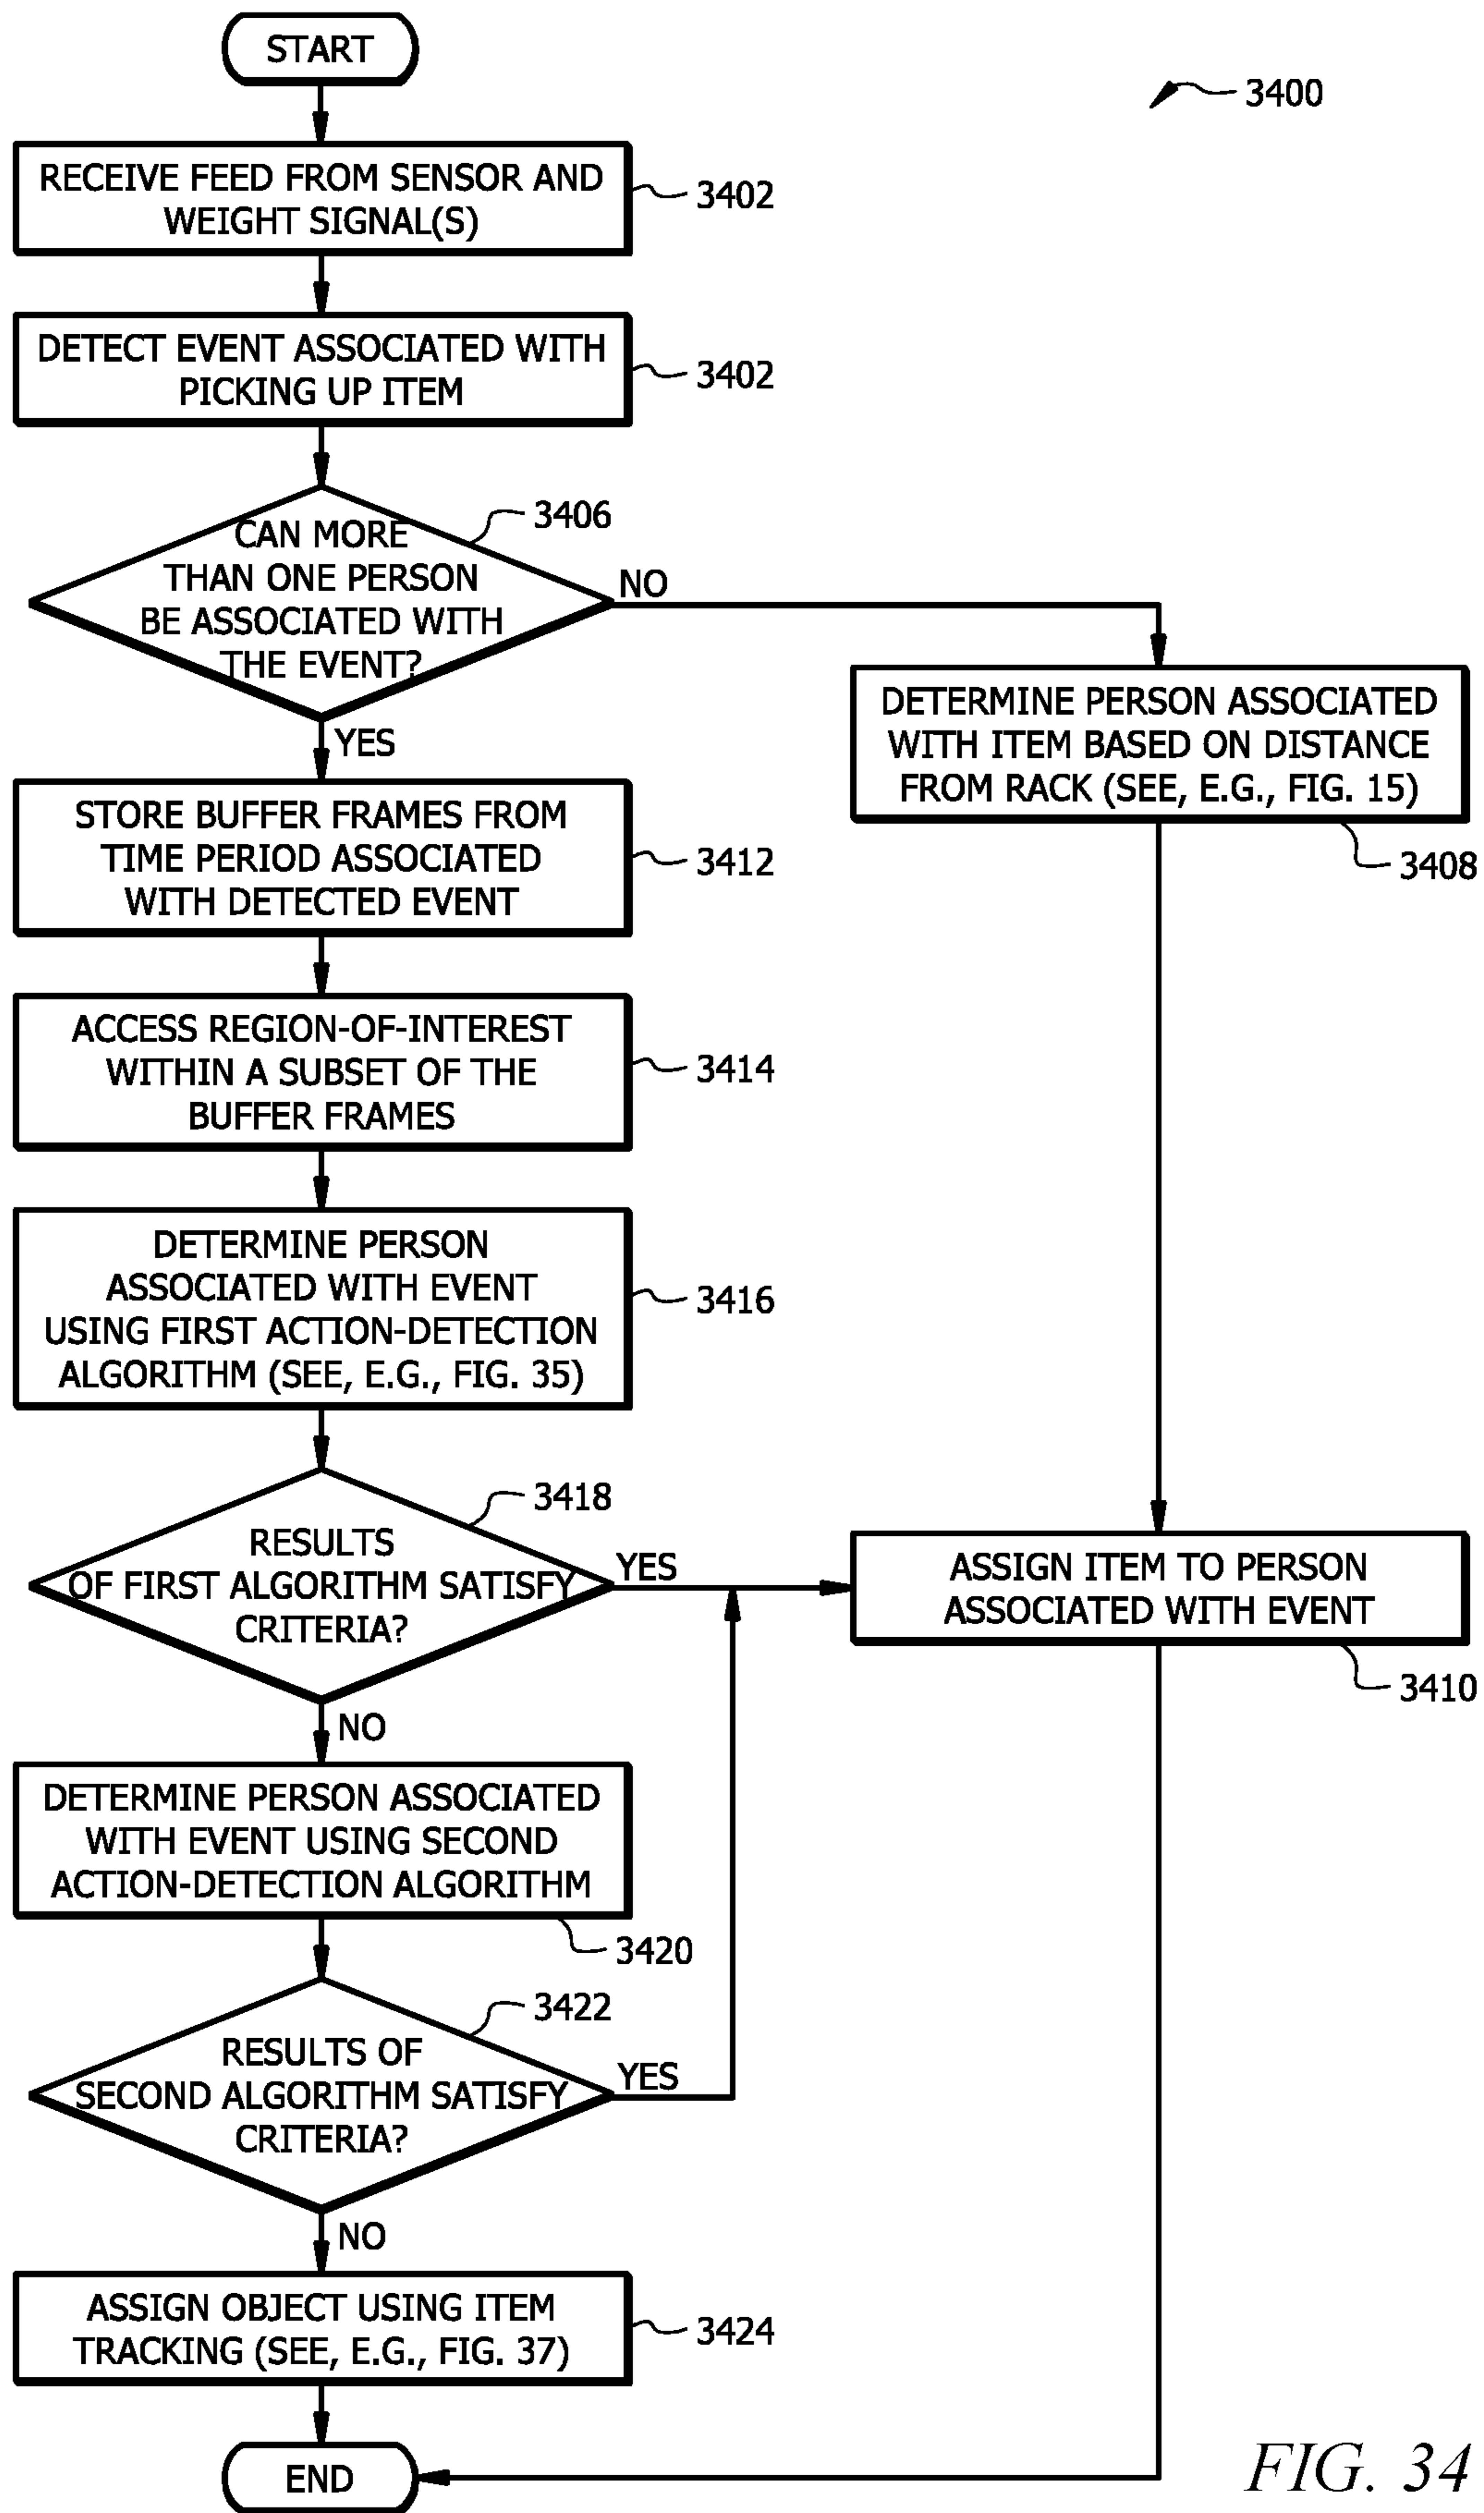 START
3400
RECEIVE FEED FROM SENSOR AND
WEIGHT SIGNAL(S)
3402
DETECT EVENT ASSOCIATED WITH
PICKING UP ITEM
3402
CAN MORE
THAN ONE PERSON
BE ASSOCIATED WITH
THE EVENT?
3406
NO
YES
DETERMINE PERSON ASSOCIATED
WITH ITEM BASED ON DISTANCE
FROM RACK (SEE, E.G., FIG. 15)
3408
STORE BUFFER FRAMES FROM
TIME PERIOD ASSOCIATED
WITH DETECTED EVENT
3412
ACCESS REGION-OF-INTEREST
WITHIN A SUBSET OF THE
BUFFER FRAMES
3414
DETERMINE PERSON
ASSOCIATED WITH EVENT
USING FIRST ACTION-DETECTION
ALGORITHM (SEE, E.G., FIG. 35)
3416
RESULTS
OF FIRST ALGORITHM SATISFY
CRITERIA?
3418
YES
NO
ASSIGN ITEM TO PERSON
ASSOCIATED WITH EVENT
3410
DETERMINE PERSON ASSOCIATED
WITH EVENT USING SECOND
ACTION-DETECTION ALGORITHM
3420
RESULTS OF
SECOND ALGORITHM SATISFY
CRITERIA?
3422
YES
NO
ASSIGN OBJECT USING ITEM
TRACKING (SEE, E.G., FIG. 37)
3424
END
FIG. 34